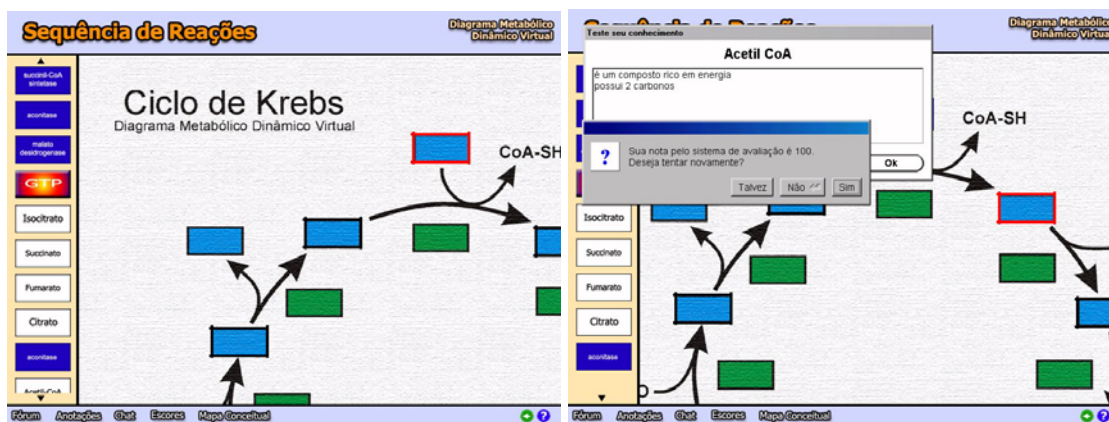 Sequência de Reações
Diagrama Metabólico
Dinâmico Virtual
succinil-CoA
sintetase
aconitase
malato
desidrogenase
GTP
Isocitrato
Succinato
Fumarato
Citrato
aconitase
Acetil-CoA
Ciclo de Krebs
Diagrama Metabólico Dinâmico Virtual
CoA-SH
Fórum Anotações Chat Escores Mapa Conceitual
?
Diagrama Metabólico
Dinâmico Virtual
Teste seu conhecimento
Acetil CoA
é um composto rico em energia
possui 2 carbonos
Ok
?
Sua nota pelo sistema de avaliação é 100.
Deseja tentar novamente?
Talvez Não Sim
CoA-SH
Isocitrato
Succinato
Fumarato
Citrato
aconitase
Fórum Anotações Chat Escores Mapa Conceitual
?